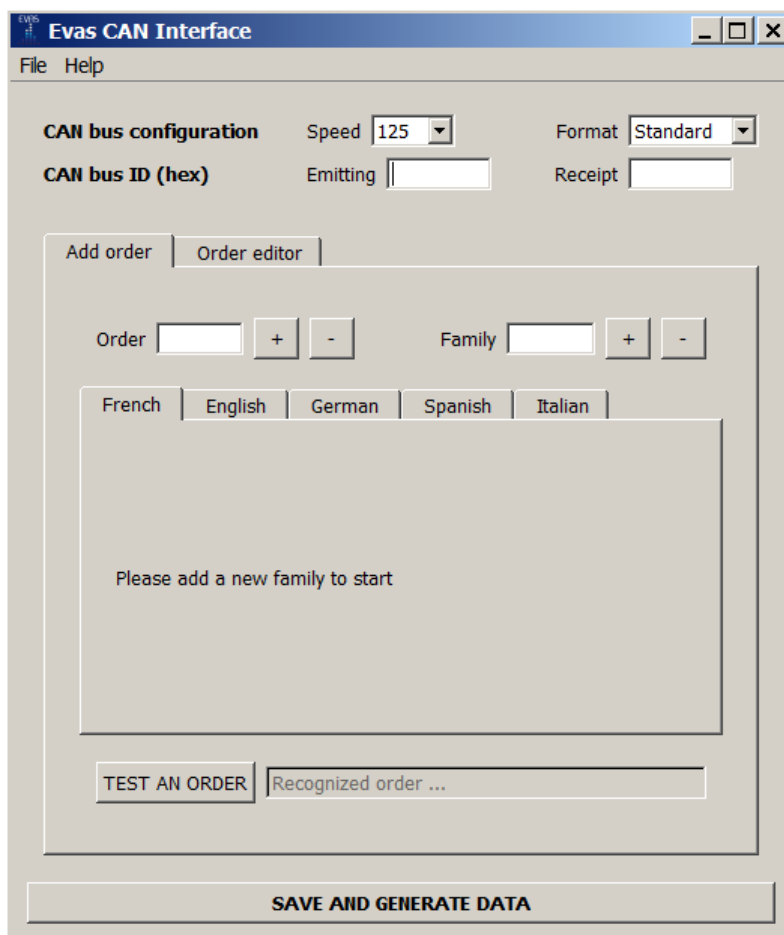 EVAS
Evas CAN Interface
File Help
CAN bus configuration Speed 125 Format Standard
CAN bus ID (hex) Emitting Receipt
Add order Order editor
Order + - Family + -
French English German Spanish Italian
Please add a new family to start
TEST AN ORDER Recognized order ...
SAVE AND GENERATE DATA